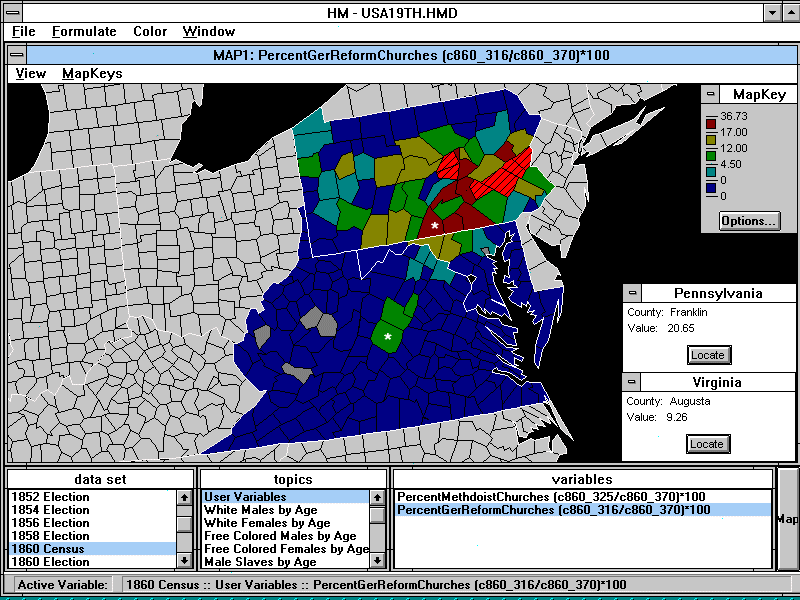 HM - USA19TH.HMD
File Formulate Color Window
MAP1: PercentGerReformChurches (c860_316/c860_370)*100
View MapKeys
MapKey
36.73
17.00
12.00
4.50
0
0
Options...
*
*
Pennsylvania
County: Franklin
Value: 20.65
Locate
Virginia
County: Augusta
Value: 9.26
Locate
data set
1852 Election
1854 Election
1856 Election
1858 Election
1860 Census
1860 Election
topics
User Variables
White Males by Age
White Females by Age
Free Colored Males by Age
Free Colored Females by Age
Male Slaves by Age
variables
PercentMethdoistChurches (c860_325/c860_370)*100
PercentGerReformChurches (c860_316/c860_370)*100
Map
Active Variable: 1860 Census :: User Variables :: PercentGerReformChurches (c860_316/c860_370)*100